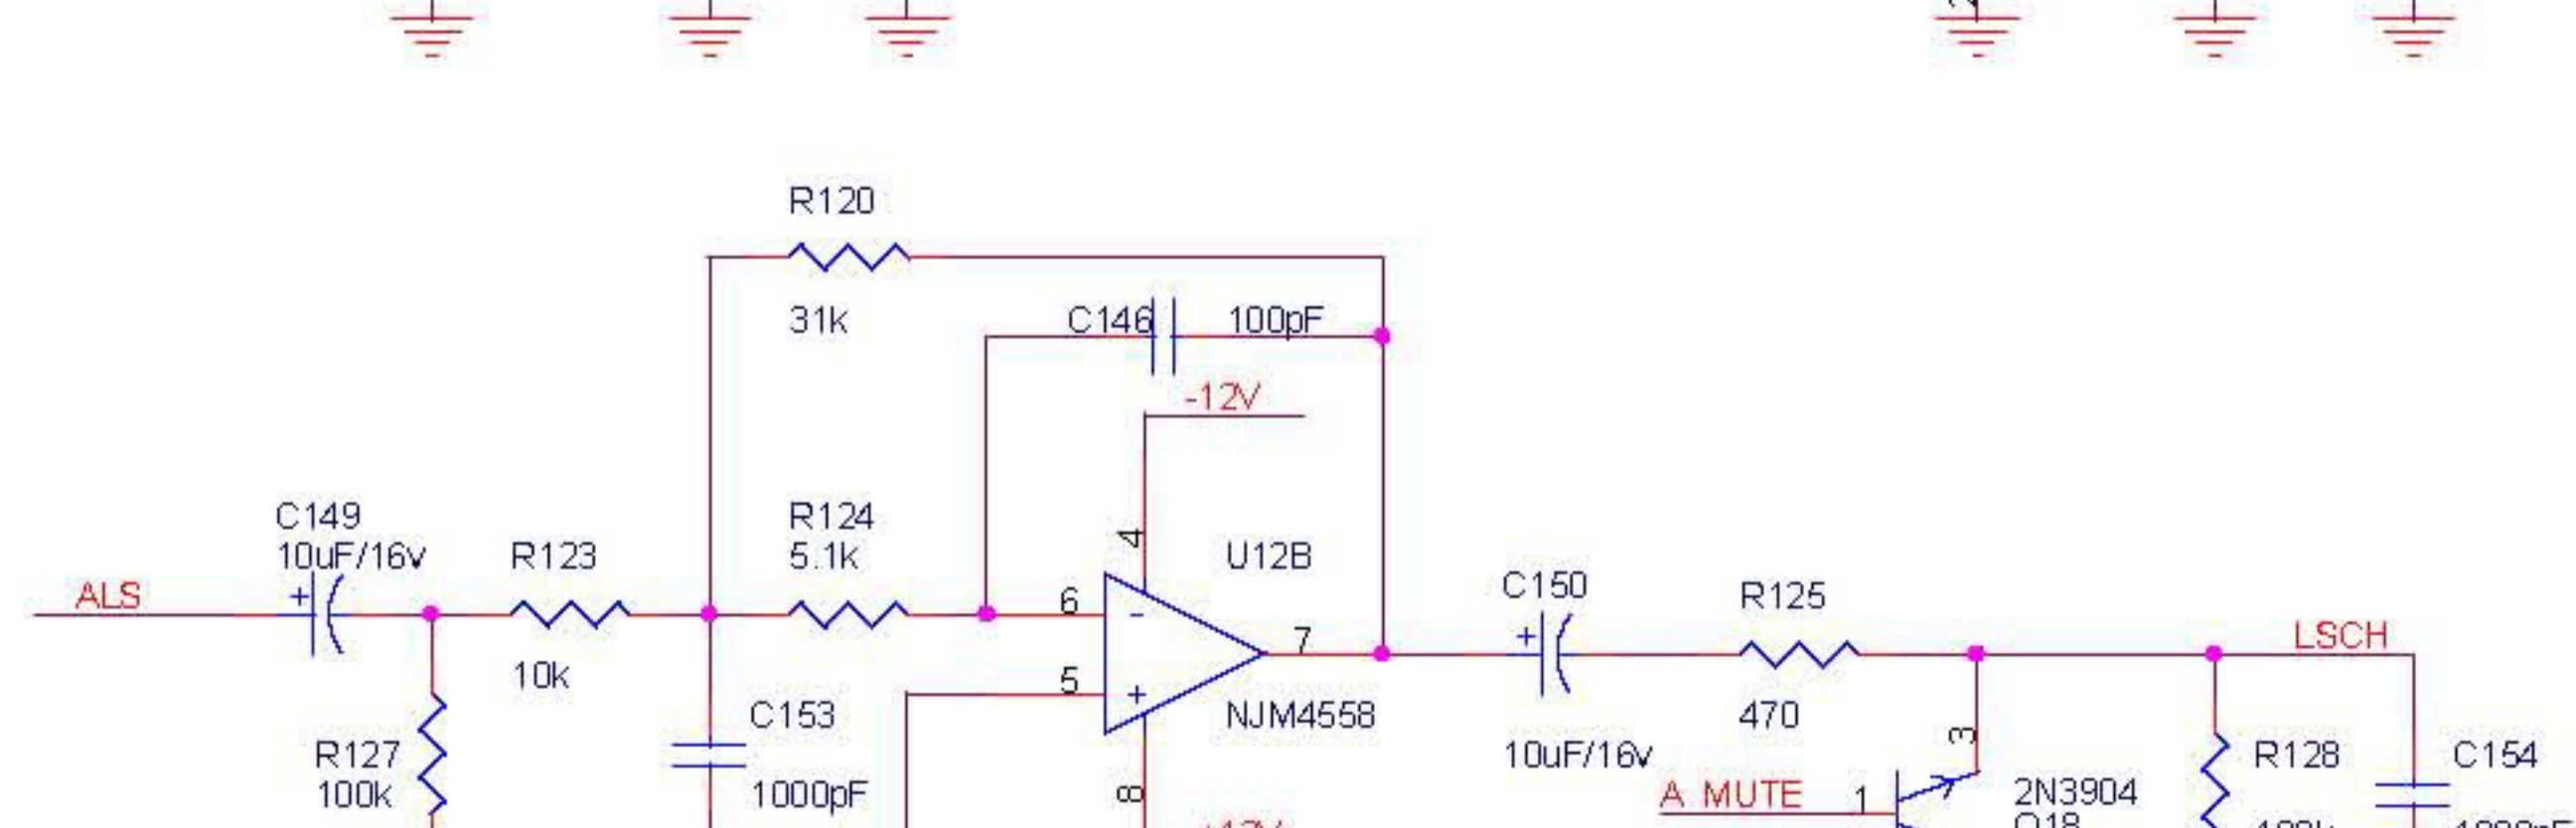 R120
31k
C146
100pF
-12V
C149
10uF/16v
R123
R124
5.1k
4
U12B
ALS
+
6
-
C150
R125
7
+
LSCH
10k
5
+
C153
NJM4558
470
3
R127
100k
1000pF
8
10uF/16v
A MUTE
1
2N3904
Q18
R128
C154